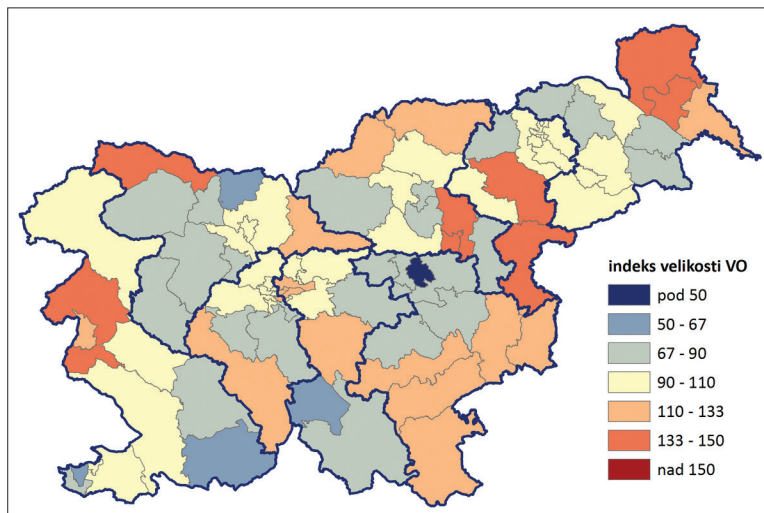 indeks velikosti VO
pod 50
50 - 67
67 - 90
90 - 110
110 - 133
133 - 150
nad 150